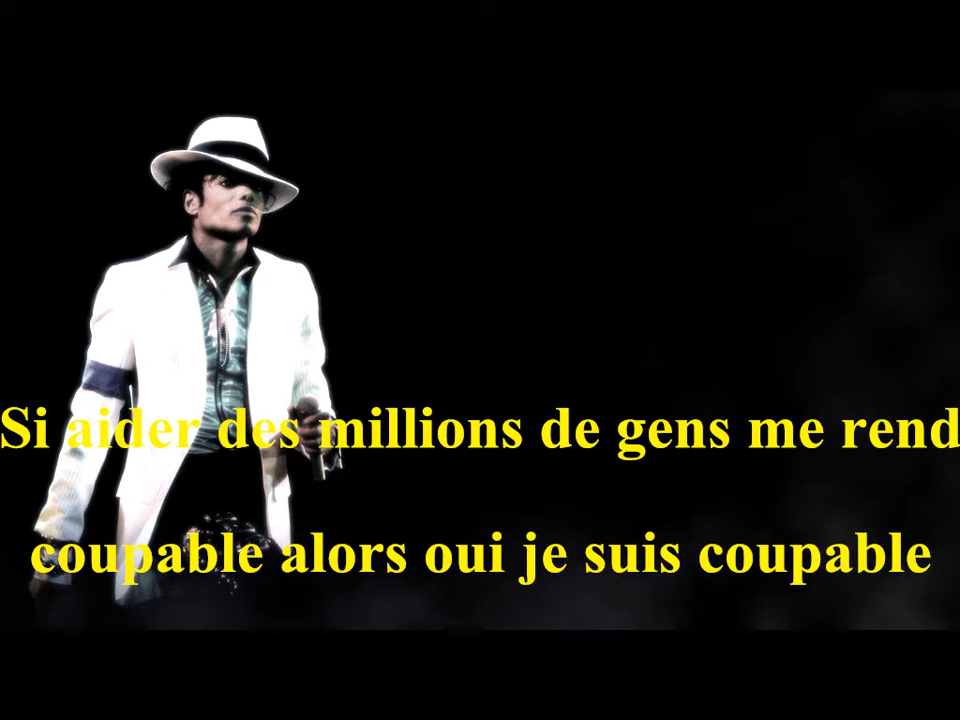 Si aider des millions de gens me rend
coupable alors oui je suis coupable